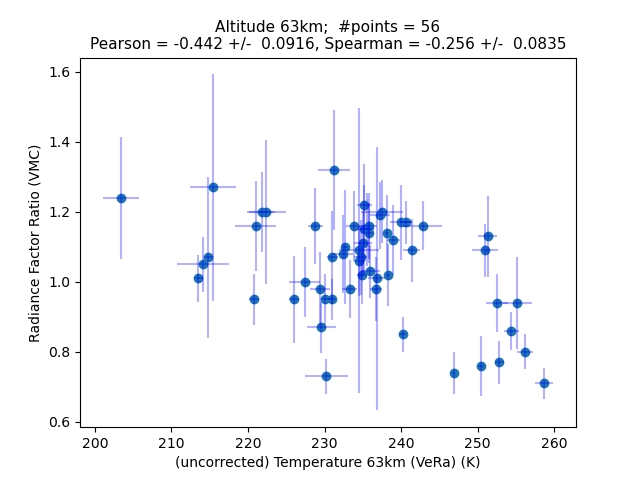 Altitude 63km;  #points = 56
Pearson = -0.442 +/-  0.0916, Spearman = -0.256 +/-  0.0835
1.6
1.4
1.2
1.0
0.8
0.6
Radiance Factor Ratio (VMC)
200 210 220 230 240 250 260
(uncorrected) Temperature 63km (VeRa) (K)